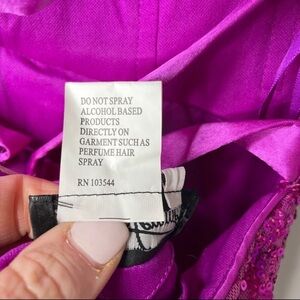 DO NOT SPRAY
ALCOHOL BASED
PRODUCTS
DIRECTLY ON
GARMENT SUCH AS
PERFUME HAIR
SPRAY
RN 103544